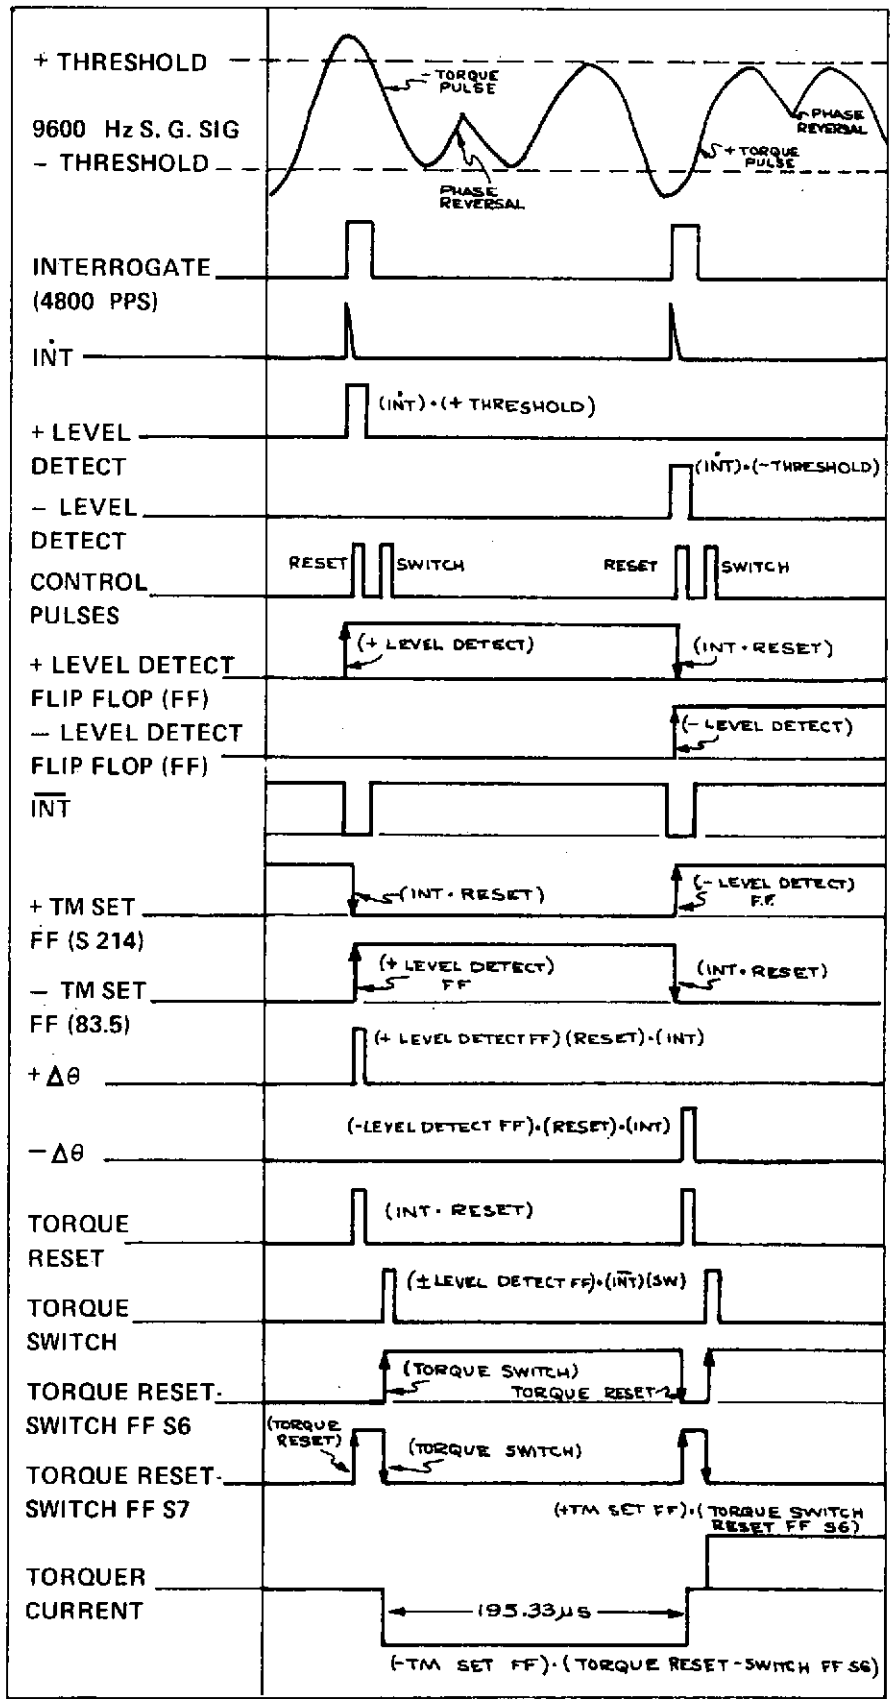 + THRESHOLD
- TORQUE
PULSE
9600 Hz S. G. SIG
PHASE
REVERSAL
- THRESHOLD
+ TORQUE
PULSE
PHASE
REVERSAL
INTERROGATE
(4800 PPS)
INT
(INT)·(+ THRESHOLD)
+ LEVEL
DETECT
(INT)·(-THRESHOLD)
- LEVEL
DETECT
RESET
SWITCH
RESET
SWITCH
CONTROL
PULSES
(+ LEVEL DETECT)
(INT·RESET)
+ LEVEL DETECT
FLIP FLOP (FF)
(- LEVEL DETECT)
- LEVEL DETECT
FLIP FLOP (FF)
INT
(INT·RESET)
(- LEVEL DETECT)
F.F.
+ TM SET
FF (S 214)
(+ LEVEL DETECT)
FF
(INT·RESET)
- TM SET
FF (83.5)
(+ LEVEL DETECT FF)(RESET)·(INT)
+ Δθ
(-LEVEL DETECT FF)·(RESET)·(INT)
- Δθ
(INT· RESET)
TORQUE
RESET
(± LEVEL DETECT FF)·(INT)(SW)
TORQUE
SWITCH
(TORQUE SWITCH)
TORQUE RESET
TORQUE RESET-
SWITCH FF S6
(TORQUE
RESET)
(TORQUE SWITCH)
TORQUE RESET-
SWITCH FF S7
(+TM SET FF)·(TORQUE SWITCH
RESET FF S6)
TORQUER
CURRENT
195.33μs
(-TM SET FF)·(TORQUE RESET-SWITCH FF S6)